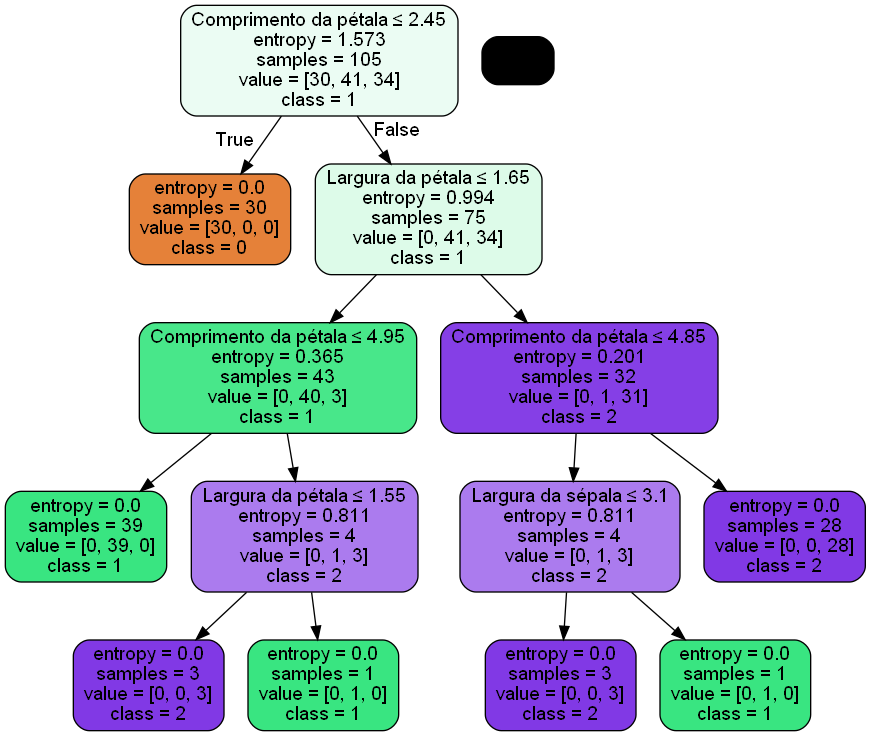 Comprimento da pétala ≤ 2.45
entropy = 1.573
samples = 105
value = [30, 41, 34]
class = 1
True
False
entropy = 0.0
samples = 30
value = [30, 0, 0]
class = 0
Largura da pétala ≤ 1.65
entropy = 0.994
samples = 75
value = [0, 41, 34]
class = 1
Comprimento da pétala ≤ 4.95
entropy = 0.365
samples = 43
value = [0, 40, 3]
class = 1
Comprimento da pétala ≤ 4.85
entropy = 0.201
samples = 32
value = [0, 1, 31]
class = 2
entropy = 0.0
samples = 39
value = [0, 39, 0]
class = 1
Largura da pétala ≤ 1.55
entropy = 0.811
samples = 4
value = [0, 1, 3]
class = 2
Largura da sépala ≤ 3.1
entropy = 0.811
samples = 4
value = [0, 1, 3]
class = 2
entropy = 0.0
samples = 28
value = [0, 0, 28]
class = 2
entropy = 0.0
samples = 3
value = [0, 0, 3]
class = 2
entropy = 0.0
samples = 1
value = [0, 1, 0]
class = 1
entropy = 0.0
samples = 3
value = [0, 0, 3]
class = 2
entropy = 0.0
samples = 1
value = [0, 1, 0]
class = 1